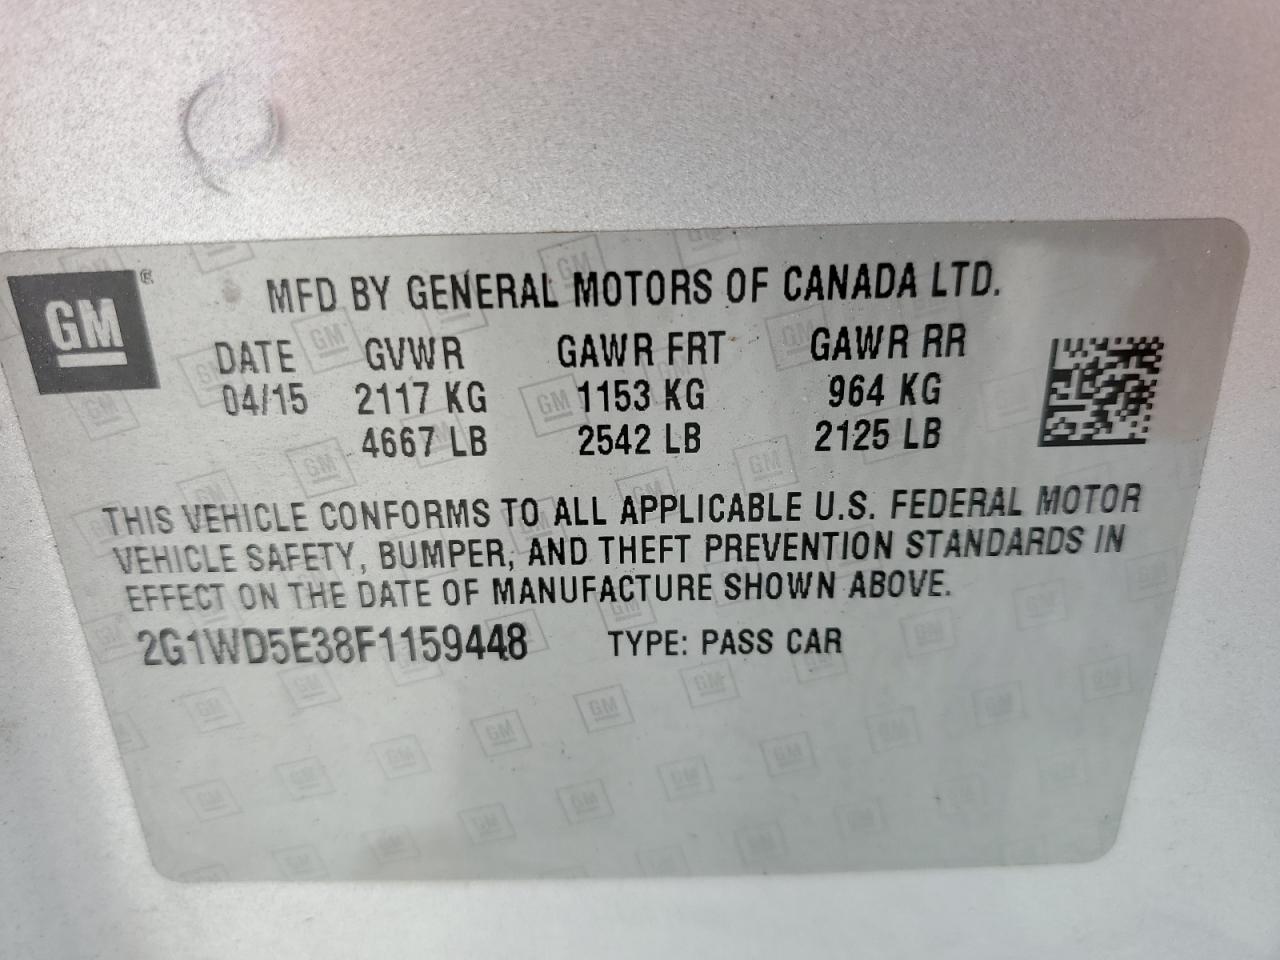 GM®
MFD BY GENERAL MOTORS OF CANADA LTD.
DATE GVWR GAWR FRT GAWR RR
04/15 2117 KG 1153 KG 964 KG
4667 LB 2542 LB 2125 LB
THIS VEHICLE CONFORMS TO ALL APPLICABLE U.S. FEDERAL MOTOR
VEHICLE SAFETY, BUMPER, AND THEFT PREVENTION STANDARDS IN
EFFECT ON THE DATE OF MANUFACTURE SHOWN ABOVE.
2G1WD5E38F1159448 TYPE: PASS CAR